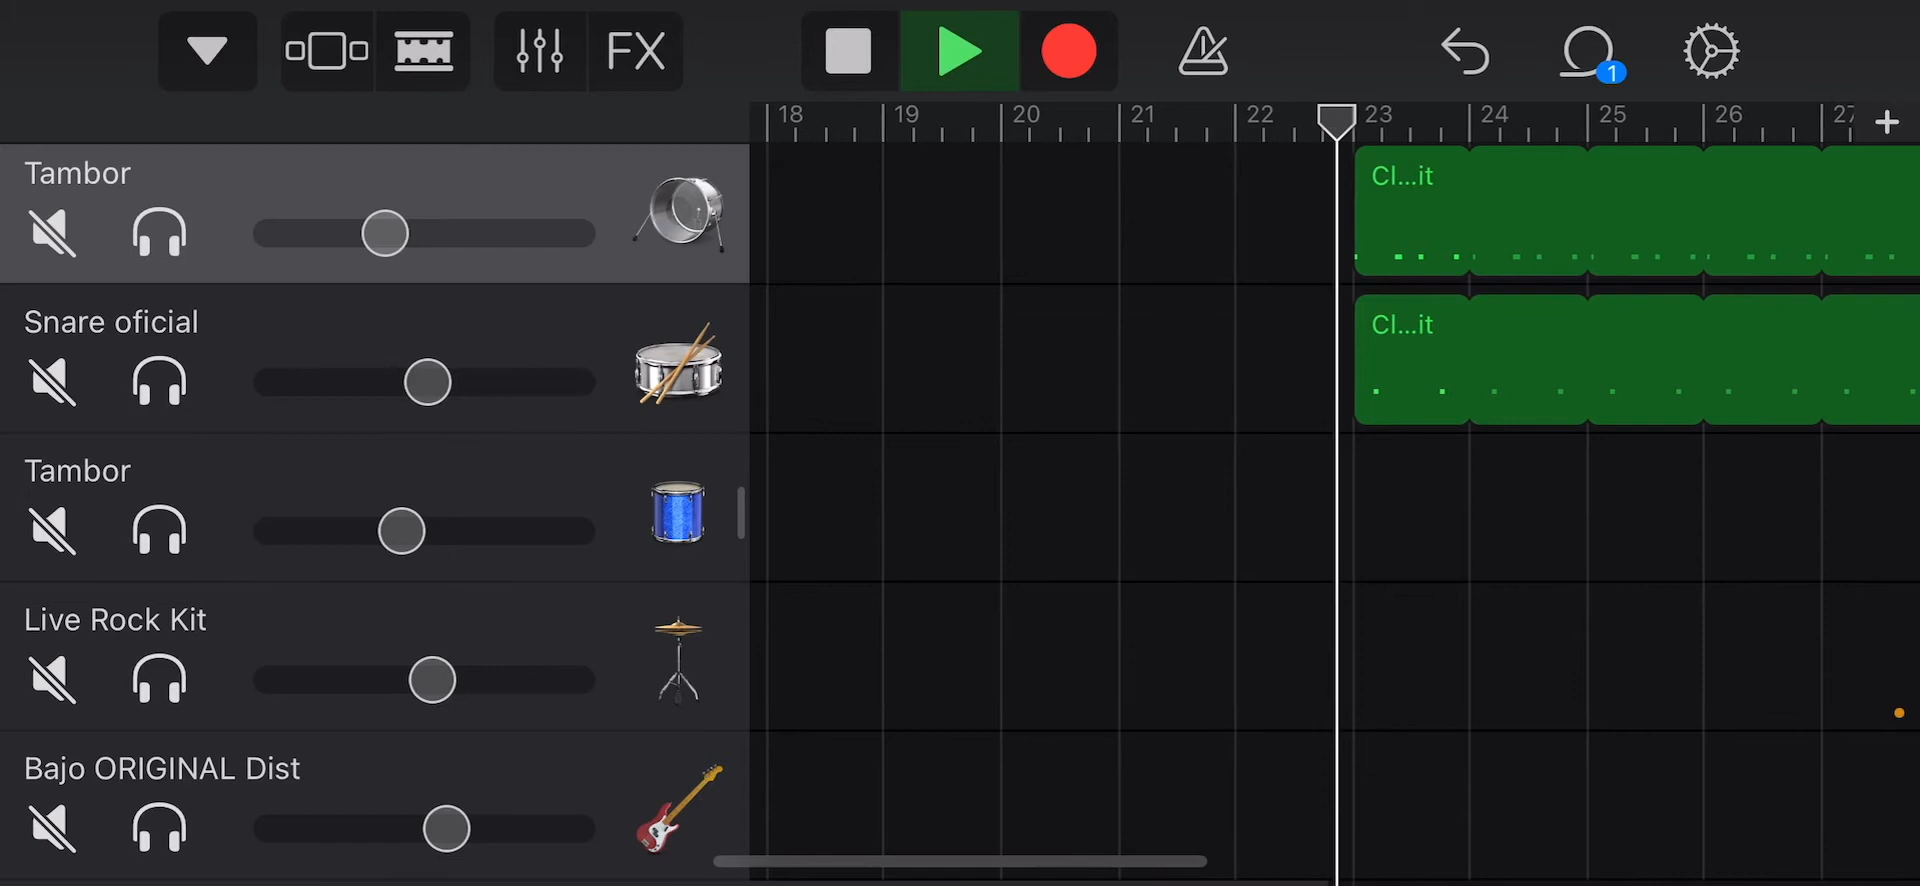 FX
1
18 19 20 21 22 23 24 25 26 27
Tambor
Cl...it
Snare oficial
Cl...it
Tambor
Live Rock Kit
Bajo ORIGINAL Dist